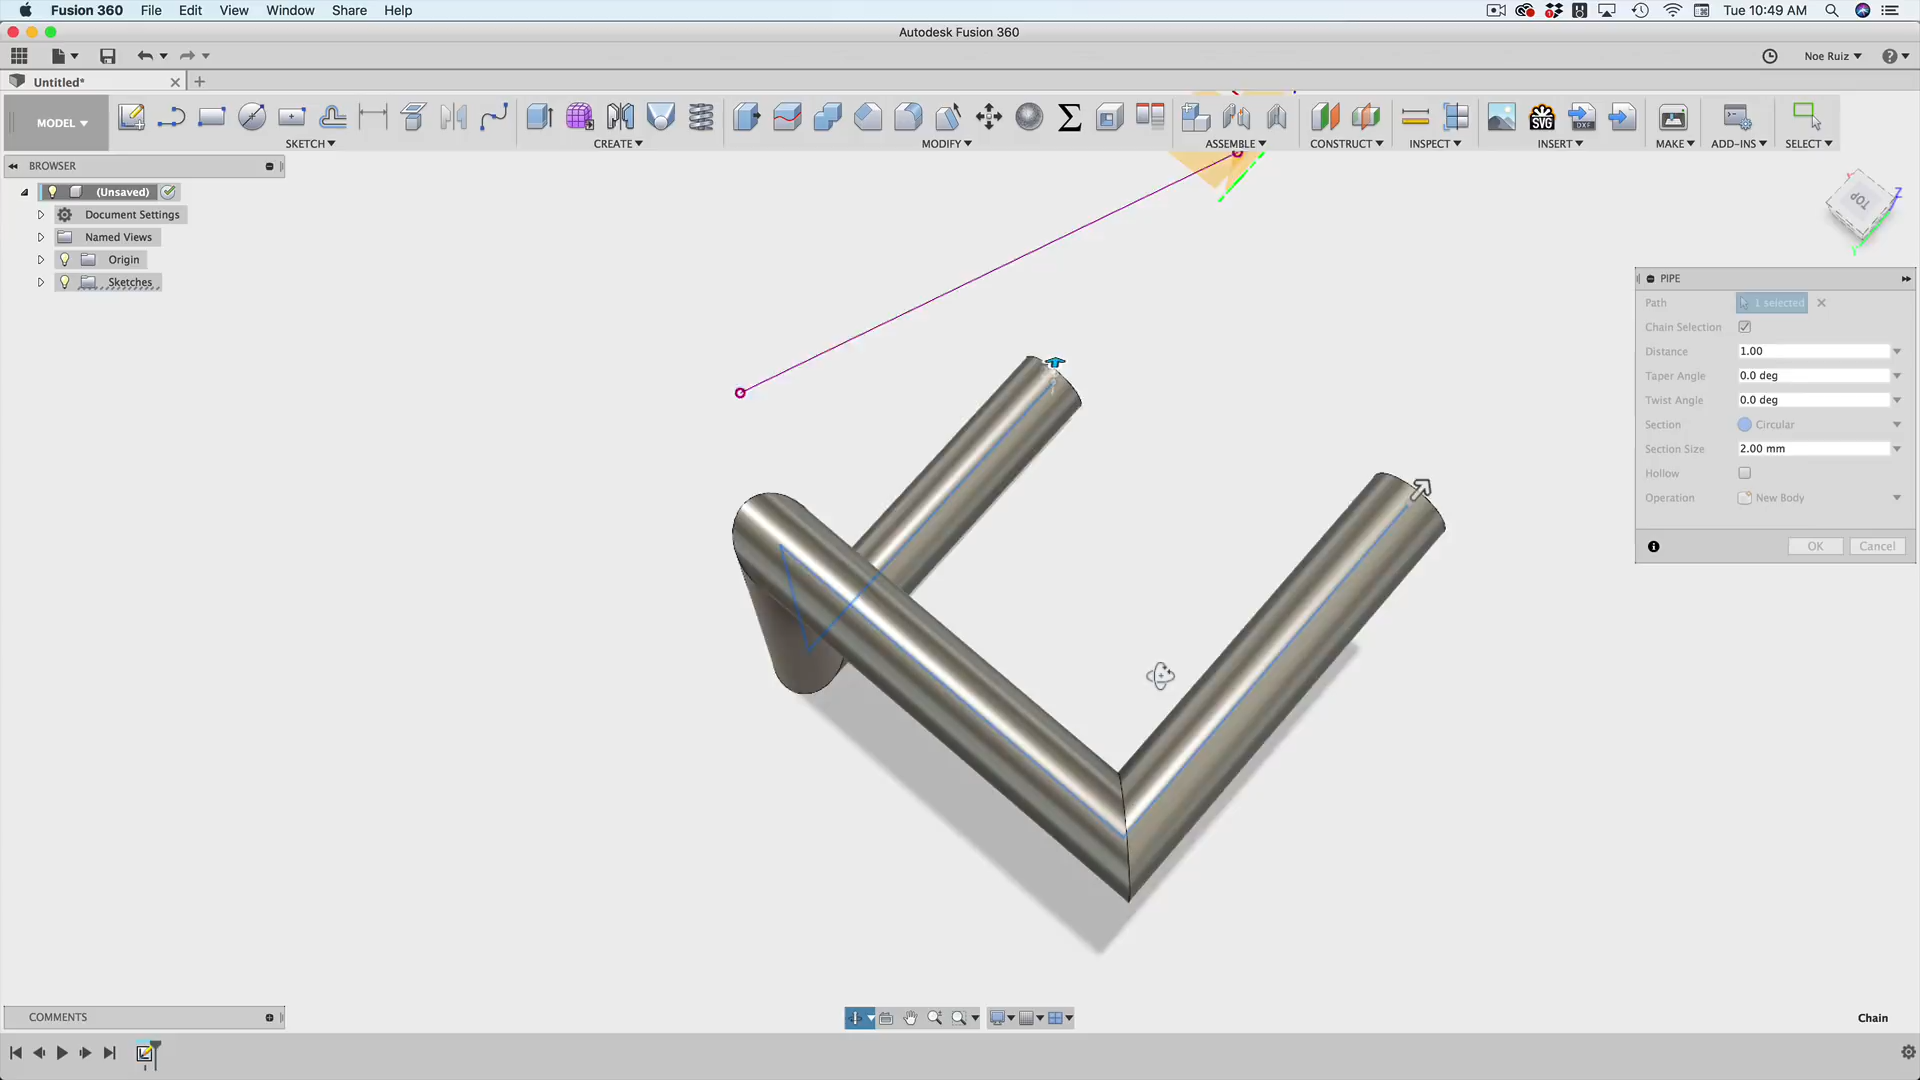 Fusion 360 File Edit View Window Share Help
Tue 10:49 AM
Autodesk Fusion 360
Noe Ruiz
Untitled*
MODEL
SKETCH
CREATE
MODIFY
ASSEMBLE
CONSTRUCT
INSPECT
SVG
DXF
INSERT
MAKE
ADD-INS
SELECT
BROWSER
(Unsaved)
Document Settings
Named Views
Origin
Sketches
TOP
Z
Y
PIPE
Path 1 selected
Chain Selection
Distance 1.00
Taper Angle 0.0 deg
Twist Angle 0.0 deg
Section Circular
Section Size 2.00 mm
Hollow
Operation New Body
OK Cancel
COMMENTS
Chain